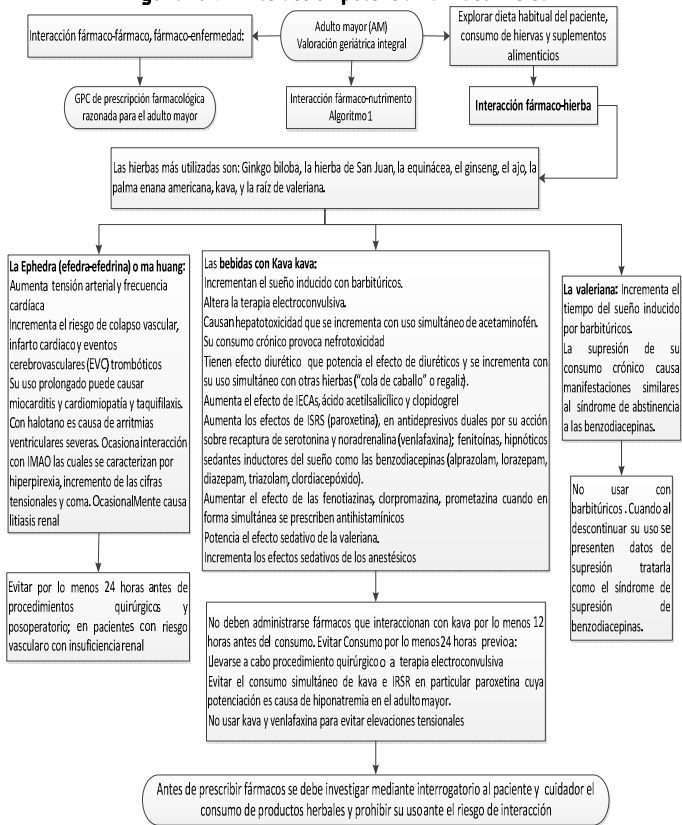 Adulto mayor (AM)
Valoración geriátrica integral
Interacción fármaco-fármaco, fármaco-enfermedad:
Explorar dieta habitual del paciente,
consumo de hiervas y suplementos
alimenticios
GPC de prescripción farmacológica
razonada para el adulto mayor
Interacción fármaco-nutrimento
Algoritmo 1
Interacción fármaco-hierba
Las hierbas más utilizadas son: Ginkgo biloba, la hierba de San Juan, la equinácea, el ginseng, el ajo, la
palma enana americana, kava, y la raíz de valeriana.
La Ephedra (efedra-efedrina) o ma huang:
Aumenta tensión arterial y frecuencia
cardíaca
Incrementa el riesgo de colapso vascular,
infarto cardiaco y eventos
cerebrovasculares (EVC) trombóticos
Su uso prolongado puede causar
miocarditis y cardiomiopatía y taquifilaxis.
Con halotano es causa de arritmias
ventriculares severas. Ocasiona interacción
con IMAO las cuales se caracterizan por
hiperpirexia, incremento de las cifras
tensionales y coma. OcasionalMente causa
litiasis renal
Evitar por lo menos 24 horas antes de
procedimientos quirúrgicos y
posoperatorio; en pacientes con riesgo
vascular o con insuficiencia renal
Las bebidas con Kava kava:
Incrementan el sueño inducido con barbitúricos.
Altera la terapia electroconvulsiva.
Causan hepatotoxicidad que se incrementa con uso simultáneo de acetaminofén.
Su consumo crónico provoca nefrotoxicidad
Tienen efecto diurético que potencia el efecto de diuréticos y se incrementa con
su uso simultáneo con otras hierbas ("cola de caballo" o regaliz).
Aumenta el efecto de IECAs, ácido acetilsalicílico y clopidogrel
Aumenta los efectos de ISRS (paroxetina), en antidepresivos duales por su acción
sobre recaptura de serotonina y noradrenalina (venlafaxina); fenitoínas, hipnóticos
sedantes inductores del sueño como las benzodiacepinas (alprazolam, lorazepam,
diazepam, triazolam, clordiacepóxido).
Aumentar el efecto de las fenotiazinas, clorpromazina, prometazina cuando en
forma simultánea se prescriben antihistamínicos
Potencia el efecto sedativo de la valeriana.
Incrementa los efectos sedativos de los anestésicos
No deben administrarse fármacos que interaccionan con kava por lo menos 12
horas antes del consumo. Evitar Consumo por lo menos 24 horas previo a:
Llevarse a cabo procedimiento quirúrgico o a terapia electroconvulsiva
Evitar el consumo simultáneo de kava e IRSR en particular paroxetina cuya
potenciación es causa de hiponatremia en el adulto mayor.
No usar kava y venlafaxina para evitar elevaciones tensionales
La valeriana: Incrementa el
tiempo del sueño inducido
por barbitúricos.
La supresión de su
consumo crónico causa
manifestaciones similares
al síndrome de abstinencia
a las benzodiacepinas.
No usar con
barbitúricos. Cuando al
descontinuar su uso se
presenten datos de
supresión tratarla
como el síndrome de
supresión de
benzodiacepinas.
Antes de prescribir fármacos se debe investigar mediante interrogatorio al paciente y cuidador el
consumo de productos herbales y prohibir su uso ante el riesgo de interacción